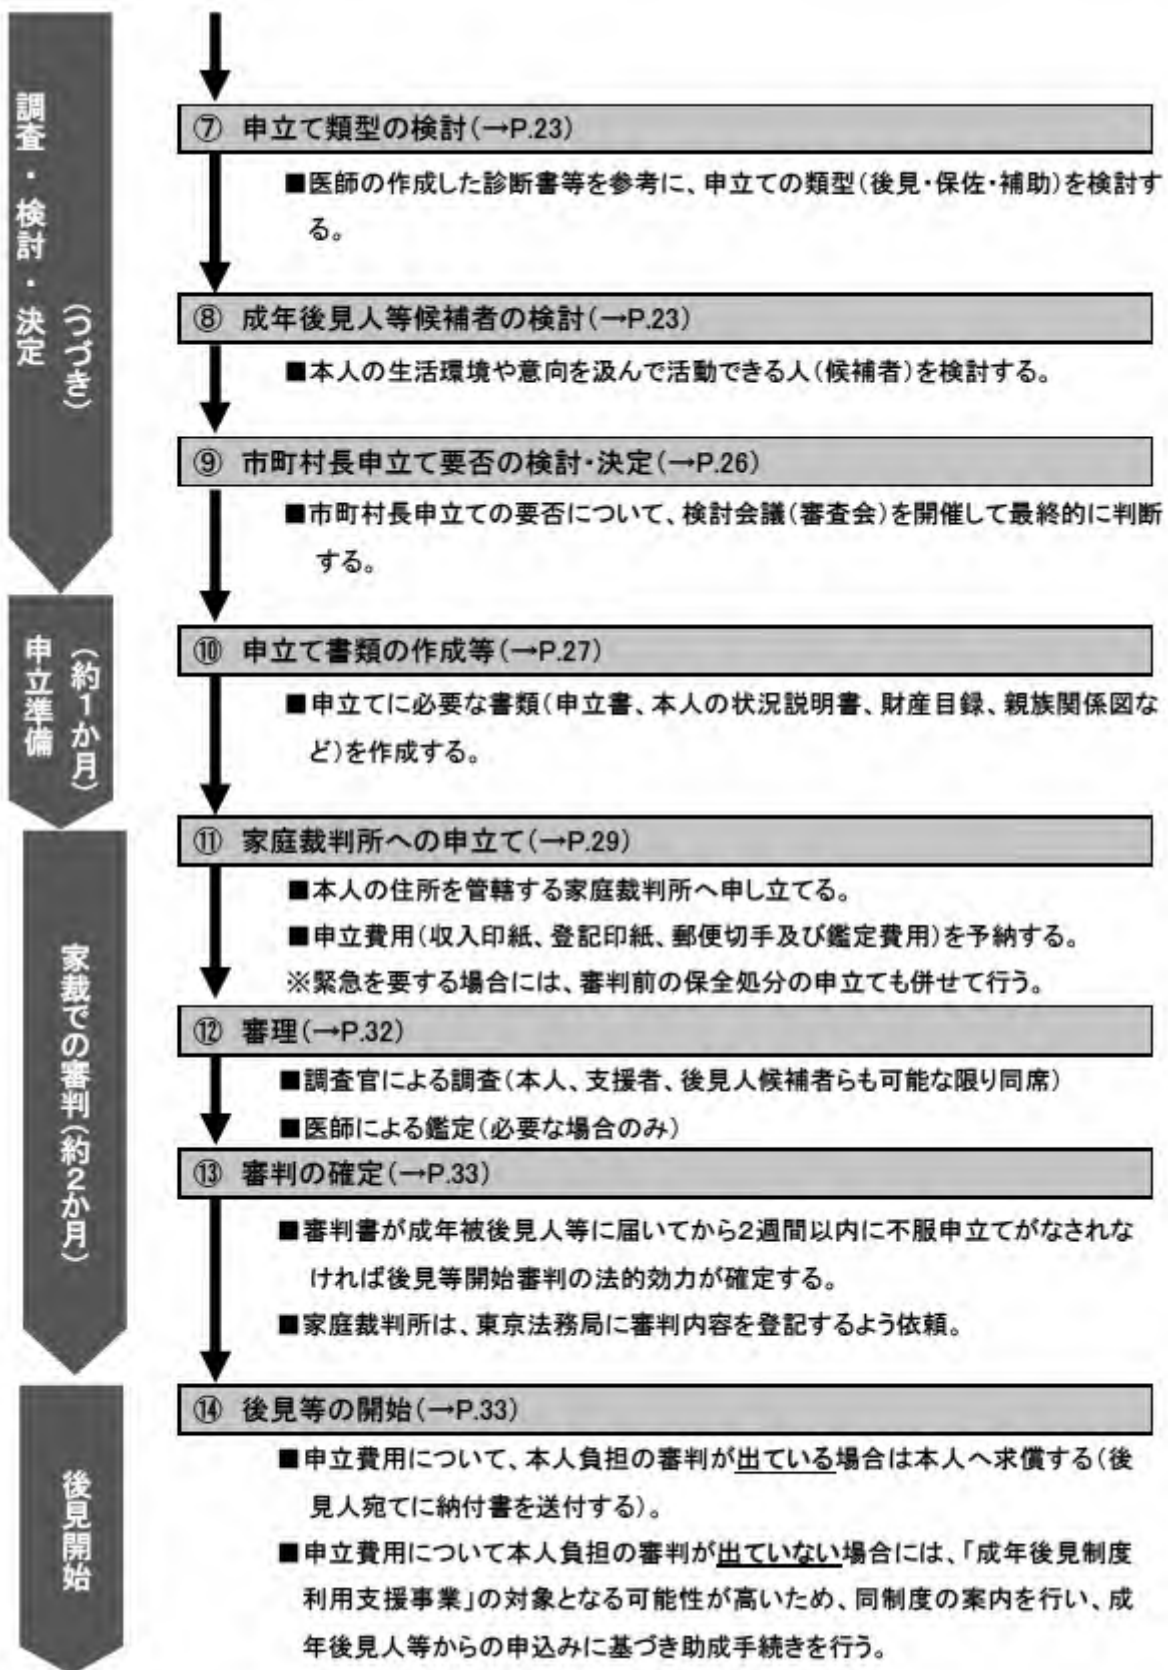 調査・検討・決定
(つづき)
⑦ 申立て類型の検討(→P.23)
■医師の作成した診断書等を参考に、申立ての類型(後見・保佐・補助)を検討す
る。
⑧ 成年後見人等候補者の検討(→P.23)
■本人の生活環境や意向を汲んで活動できる人(候補者)を検討する。
⑨ 市町村長申立て要否の検討・決定(→P.26)
■市町村長申立ての要否について、検討会議(審査会)を開催して最終的に判断
する。
申立準備
(約1か月)
⑩ 申立て書類の作成等(→P.27)
■申立てに必要な書類(申立書、本人の状況説明書、財産目録、親族関係図な
ど)を作成する。
家裁での審判(約2か月)
⑪ 家庭裁判所への申立て(→P.29)
■本人の住所を管轄する家庭裁判所へ申し立てる。
■申立費用(収入印紙、登記印紙、郵便切手及び鑑定費用)を予納する。
※緊急を要する場合には、審判前の保全処分の申立ても併せて行う。
⑫ 審理(→P.32)
■調査官による調査(本人、支援者、後見人候補者らも可能な限り同席)
■医師による鑑定(必要な場合のみ)
⑬ 審判の確定(→P.33)
■審判書が成年被後見人等に届いてから2週間以内に不服申立てがなされな
ければ後見等開始審判の法的効力が確定する。
■家庭裁判所は、東京法務局に審判内容を登記するよう依頼。
後見開始
⑭ 後見等の開始(→P.33)
■申立費用について、本人負担の審判が出ている場合は本人へ求償する(後
見人宛てに納付書を送付する)。
■申立費用について本人負担の審判が出ていない場合には、「成年後見制度
利用支援事業」の対象となる可能性が高いため、同制度の案内を行い、成
年後見人等からの申込みに基づき助成手続きを行う。